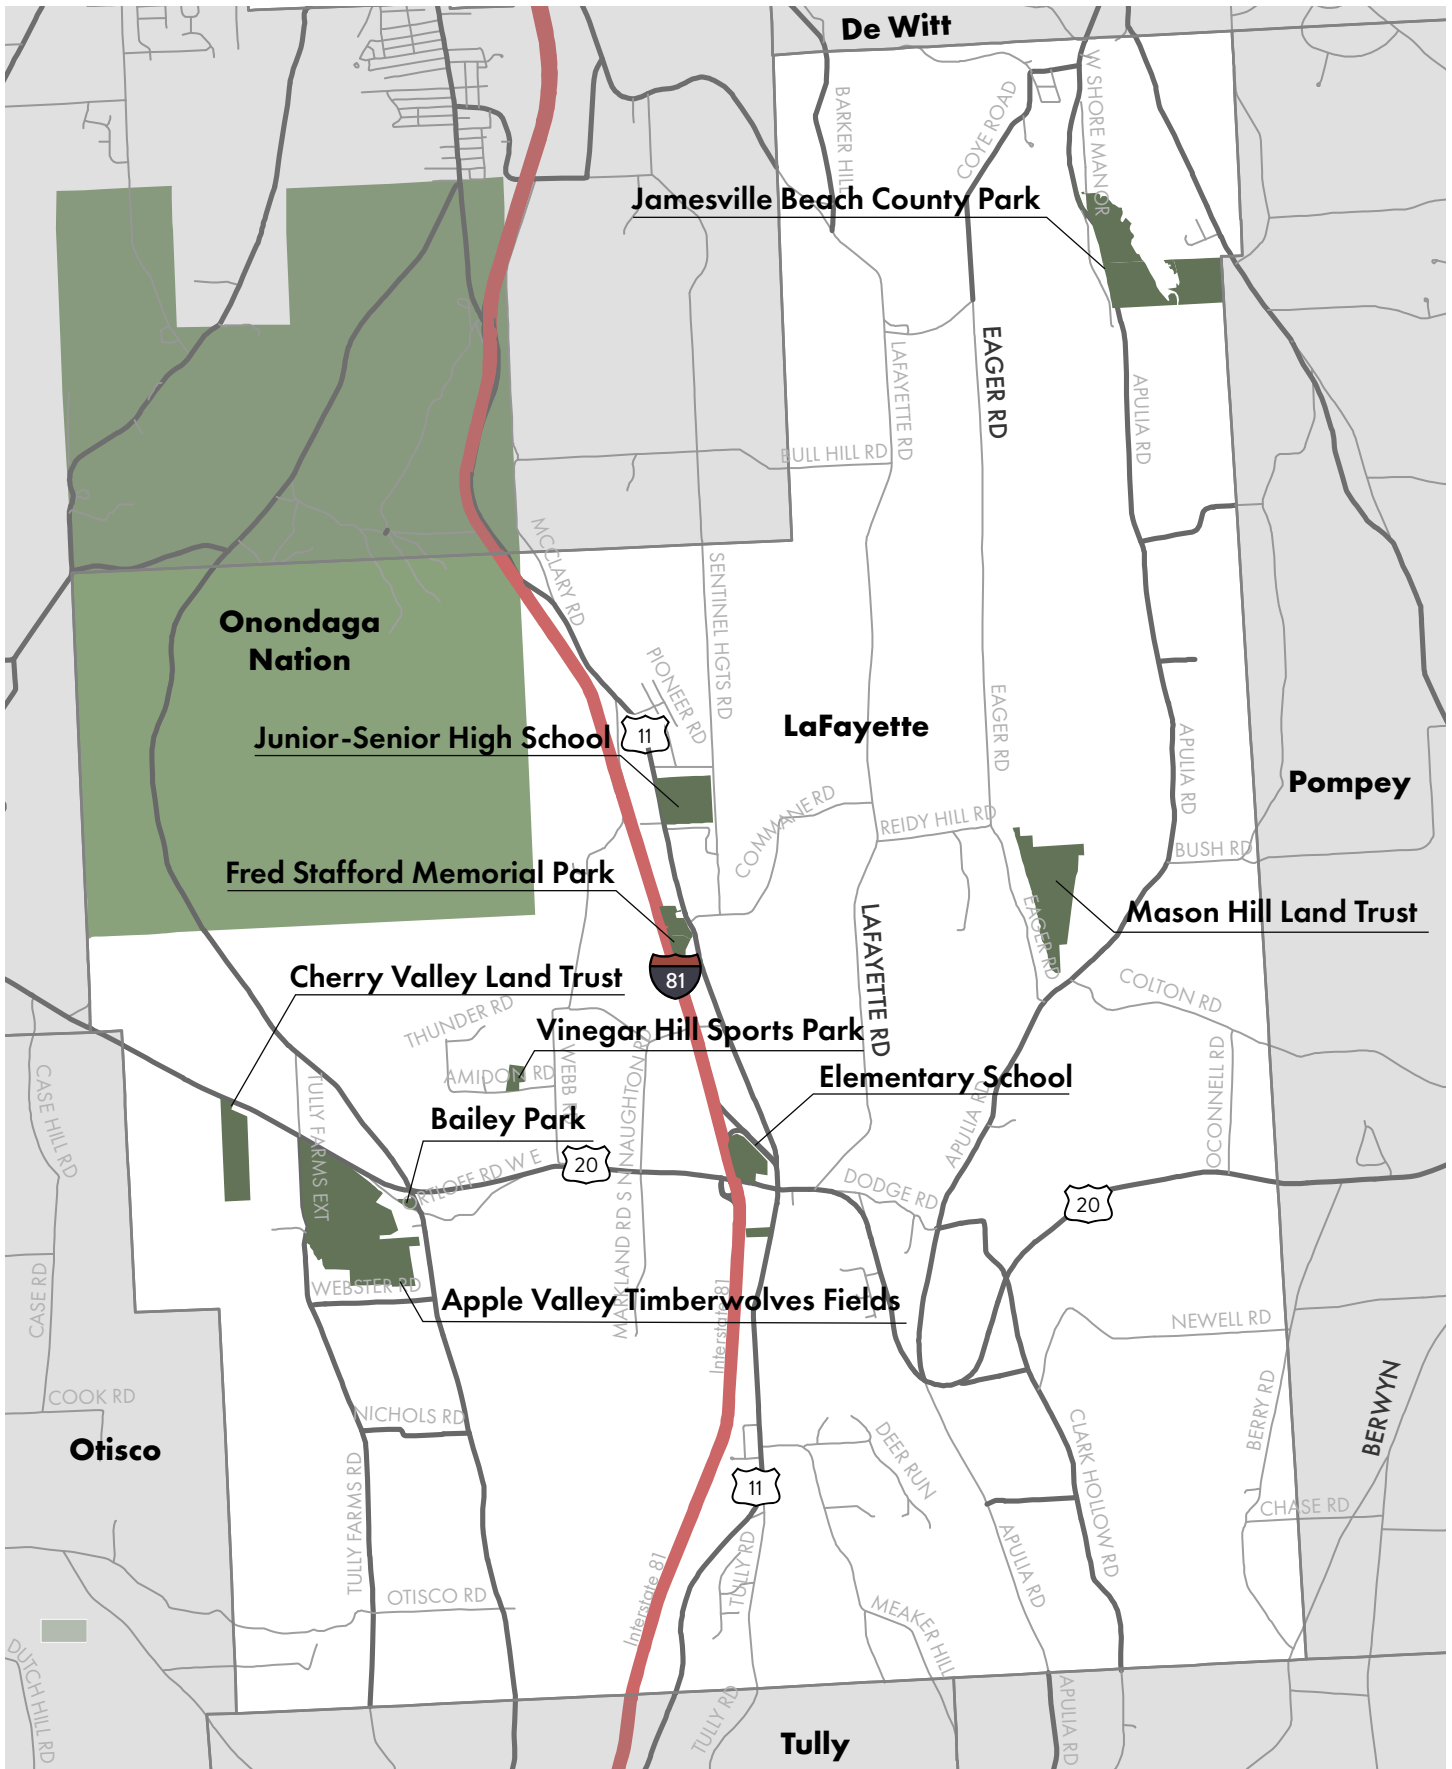 De Witt
W SHORE MANOR
BARKER HILL
COYE ROAD
Jamesville Beach County Park
EAGER RD
LAFAYETTE RD
APULIA RD
BULL HILL RD
MCCLARY RD
SENTINEL HGTS RD
Onondaga
Nation
PIONEER RD
EAGER RD
LaFayette
11
Junior-Senior High School
APULIA RD
Pompey
COMMANE RD
REIDY HILL RD
BUSH RD
Fred Stafford Memorial Park
LAFAYETTE RD
EAGER RD
Mason Hill Land Trust
Cherry Valley Land Trust
81
COLTON RD
THUNDER RD
Vinegar Hill Sports Park
WEBB RD
CASE HILL RD
TULLY FARMS EXT
AMIDON RD
Elementary School
OCONNELL RD
APULIA RD
Bailey Park
MARKLAND RD S N NAUGHTON RD
20
ORTLOFF RD W E
DODGE RD
20
CASE RD
WEBSTER RD
Apple Valley Timberwolves Fields
Interstate 81
NEWELL RD
COOK RD
NICHOLS RD
BERRY RD
BERWYN
Otisco
DEER RUN
CLARK HOLLOW RD
TULLY FARMS RD
11
CHASE RD
APULIA RD
TULLY RD
Interstate 81
OTISCO RD
MEAKER HILL
DUTCH HILL RD
TULLY RD
APULIA RD
Tully